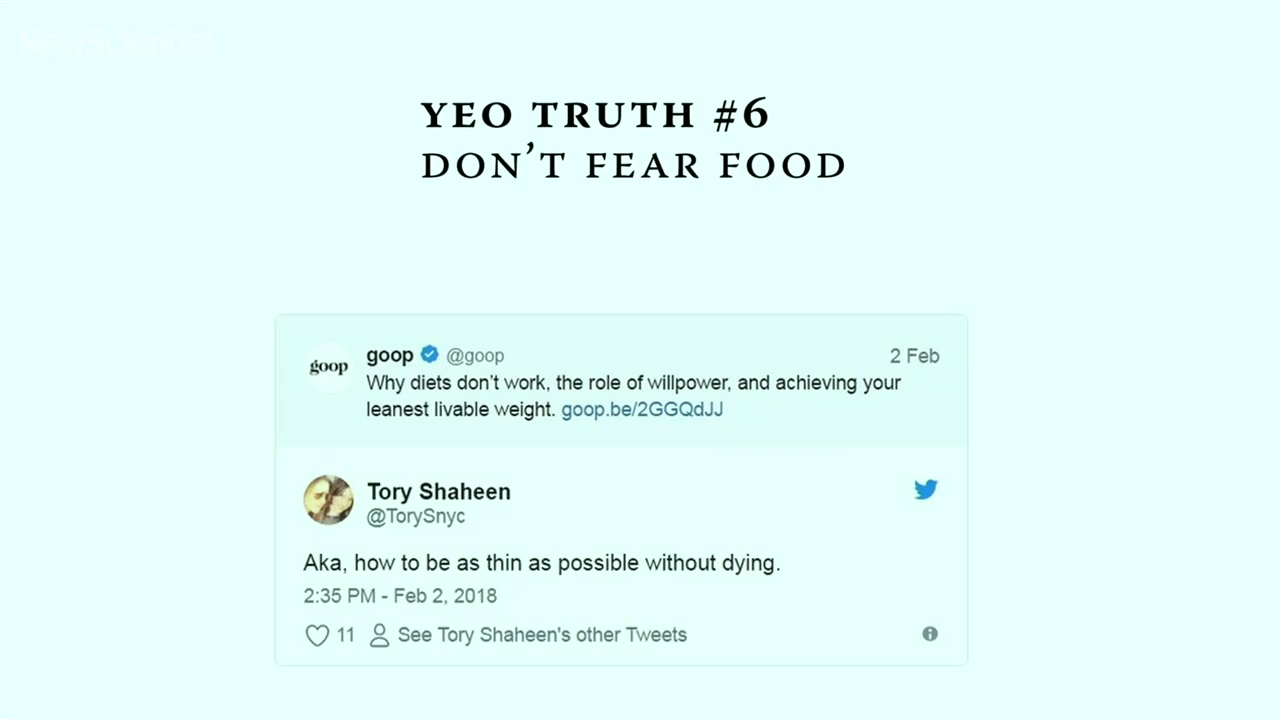 NewScientist
YEO TRUTH #6
DON'T FEAR FOOD
goop
goop @goop
2 Feb
Why diets don't work, the role of willpower, and achieving your
leanest livable weight. goop.be/2GGQdJJ
Tory Shaheen
@TorySnyc
Aka, how to be as thin as possible without dying.
2:35 PM - Feb 2, 2018
11 See Tory Shaheen's other Tweets